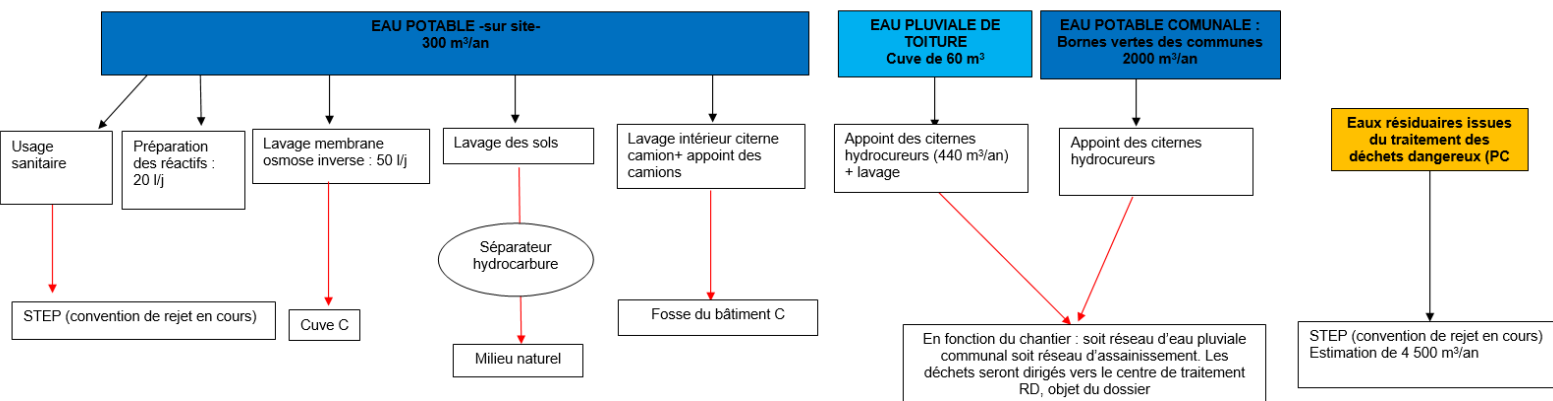 EAU POTABLE -sur site-
300 m³/an
EAU PLUVIALE DE
TOITURE
Cuve de 60 m³
EAU POTABLE COMUNALE :
Bornes vertes des communes
2000 m³/an
Usage
sanitaire
Préparation
des réactifs :
20 l/j
Lavage membrane
osmose inverse : 50 l/j
Lavage des sols
Lavage intérieur citerne
camion+ appoint des
camions
Appoint des citernes
hydrocureurs (440 m³/an)
+ lavage
Appoint des citernes
hydrocureurs
Eaux résiduaires issues
du traitement des
déchets dangereux (PC
Séparateur
hydrocarbure
STEP (convention de rejet en cours)
Cuve C
Milieu naturel
Fosse du bâtiment C
En fonction du chantier : soit réseau d’eau pluviale
communal soit réseau d’assainissement. Les
déchets seront dirigés vers le centre de traitement
RD, objet du dossier
STEP (convention de rejet en cours)
Estimation de 4 500 m³/an